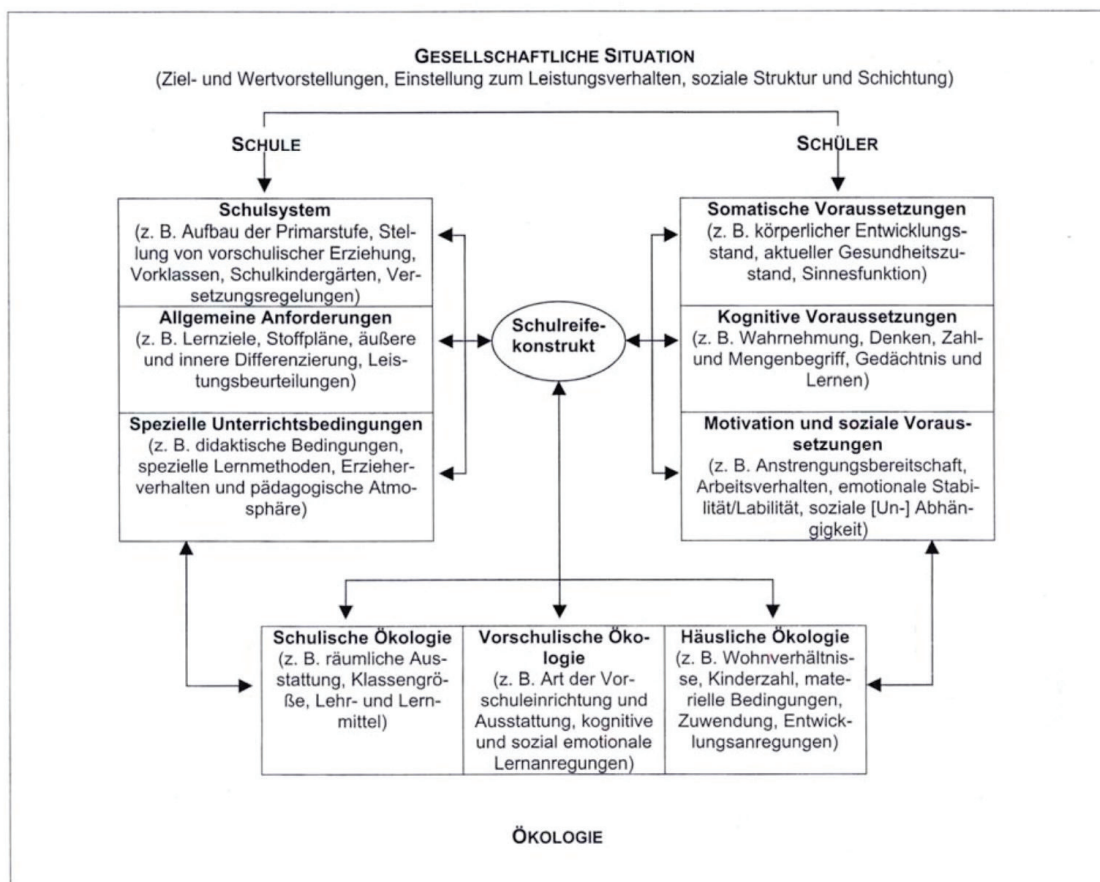 GESELLSCHAFTLICHE SITUATION
(Ziel- und Wertvorstellungen, Einstellung zum Leistungsverhalten, soziale Struktur und Schichtung)
SCHULE
SCHÜLER
Schulsystem
(z. B. Aufbau der Primarstufe, Stel-
lung von vorschulischer Erziehung,
Vorklassen, Schulkindergärten, Ver-
setzungsregelungen)
Allgemeine Anforderungen
(z. B. Lernziele, Stoffpläne, äußere
und innere Differenzierung, Leis-
tungsbeurteilungen)
Spezielle Unterrichtsbedingungen
(z. B. didaktische Bedingungen,
spezielle Lernmethoden, Erzieher-
verhalten und pädagogische Atmo-
sphäre)
Schulreife-
konstrukt
Somatische Voraussetzungen
(z. B. körperlicher Entwicklungs-
stand, aktueller Gesundheitszu-
stand, Sinnesfunktion)
Kognitive Voraussetzungen
(z. B. Wahrnehmung, Denken, Zahl-
und Mengenbegriff, Gedächtnis und
Lernen)
Motivation und soziale Voraus-
setzungen
(z. B. Anstrengungsbereitschaft,
Arbeitsverhalten, emotionale Stabi-
lität/Labilität, soziale [Un-] Abhän-
gigkeit)
Schulische Ökologie
(z. B. räumliche Aus-
stattung, Klassengrö-
ße, Lehr- und Lern-
mittel)
Vorschulische Öko-
logie
(z. B. Art der Vor-
schuleinrichtung und
Ausstattung, kognitive
und sozial emotionale
Lernanregungen)
Häusliche Ökologie
(z. B. Wohnverhältnis-
se, Kinderzahl, mate-
rielle Bedingungen,
Zuwendung, Entwick-
lungsanregungen)
ÖKOLOGIE